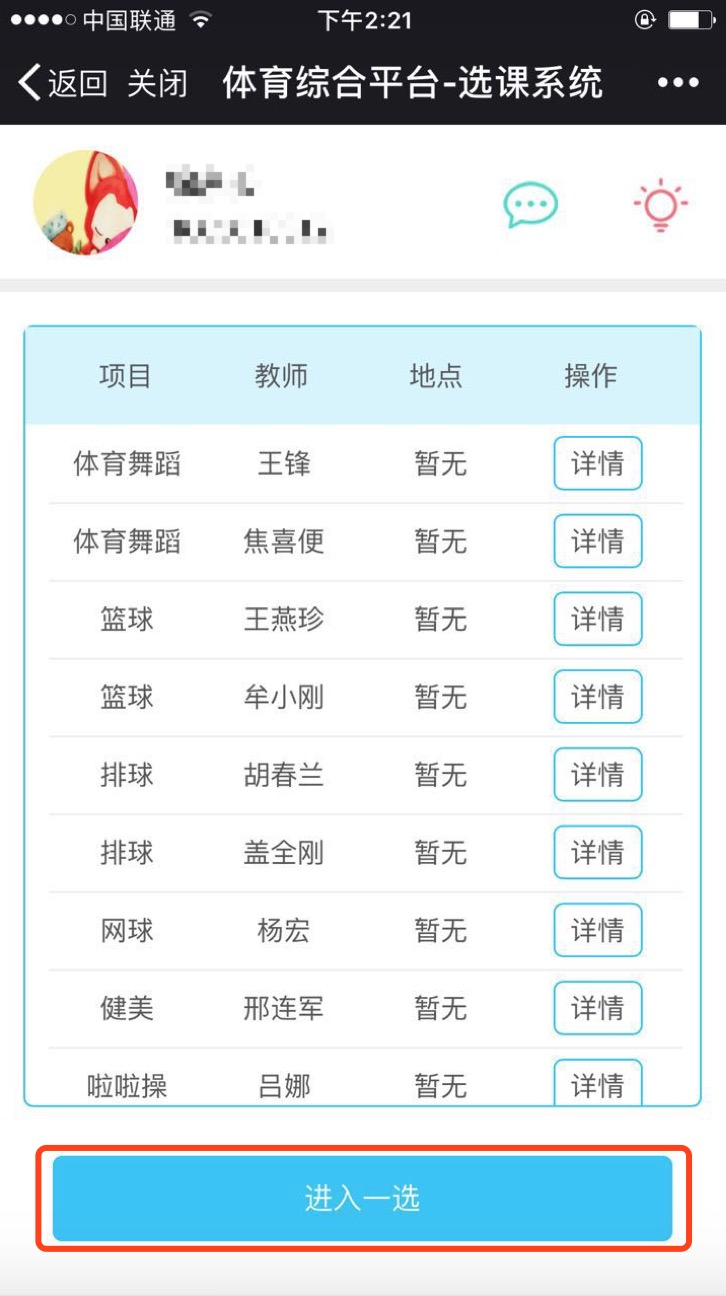 中国联通 下午2:21
返回 关闭 体育综合平台-选课系统
项目 教师 地点 操作
体育舞蹈 王锋 暂无 详情
体育舞蹈 焦喜便 暂无 详情
篮球 王燕珍 暂无 详情
篮球 牟小刚 暂无 详情
排球 胡春兰 暂无 详情
排球 盖全刚 暂无 详情
网球 杨宏 暂无 详情
健美 邢连军 暂无 详情
啦啦操 吕娜 暂无 详情
进入一选